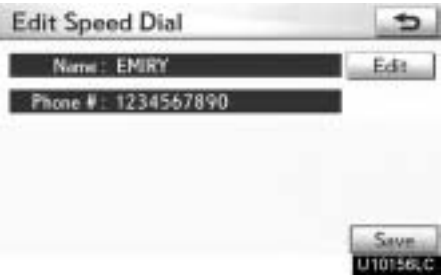 Edit Speed Dial
Name: EMIRY
Edit
Phone #: 1234567890
Save
U10156LC